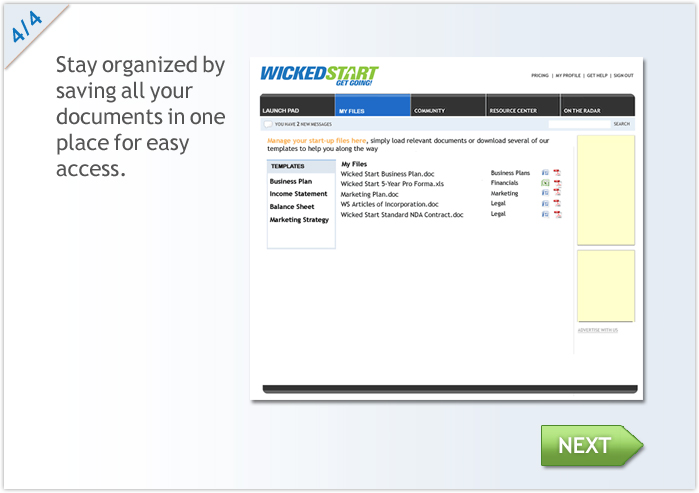 4/4
Stay organized by
saving all your
documents in one
place for easy
access.
WICKEDSTART
GET GOING!
PRICING | MY PROFILE | GET HELP | SIGN OUT
LAUNCH PAD MY FILES COMMUNITY RESOURCE CENTER ON THE RADAR
YOU HAVE 2 NEW MESSAGES SEARCH
Manage your start-up files here, simply load relevant documents or download several of our
templates to help you along the way
TEMPLATES
Business Plan
Income Statement
Balance Sheet
Marketing Strategy
My Files
Wicked Start Business Plan.doc Business Plans
Wicked Start 5-Year Pro Forma.xls Financials
Marketing Plan.doc Marketing
WS Articles of Incorporation.doc Legal
Wicked Start Standard NDA Contract.doc Legal
ADVERTISE WITH US
NEXT